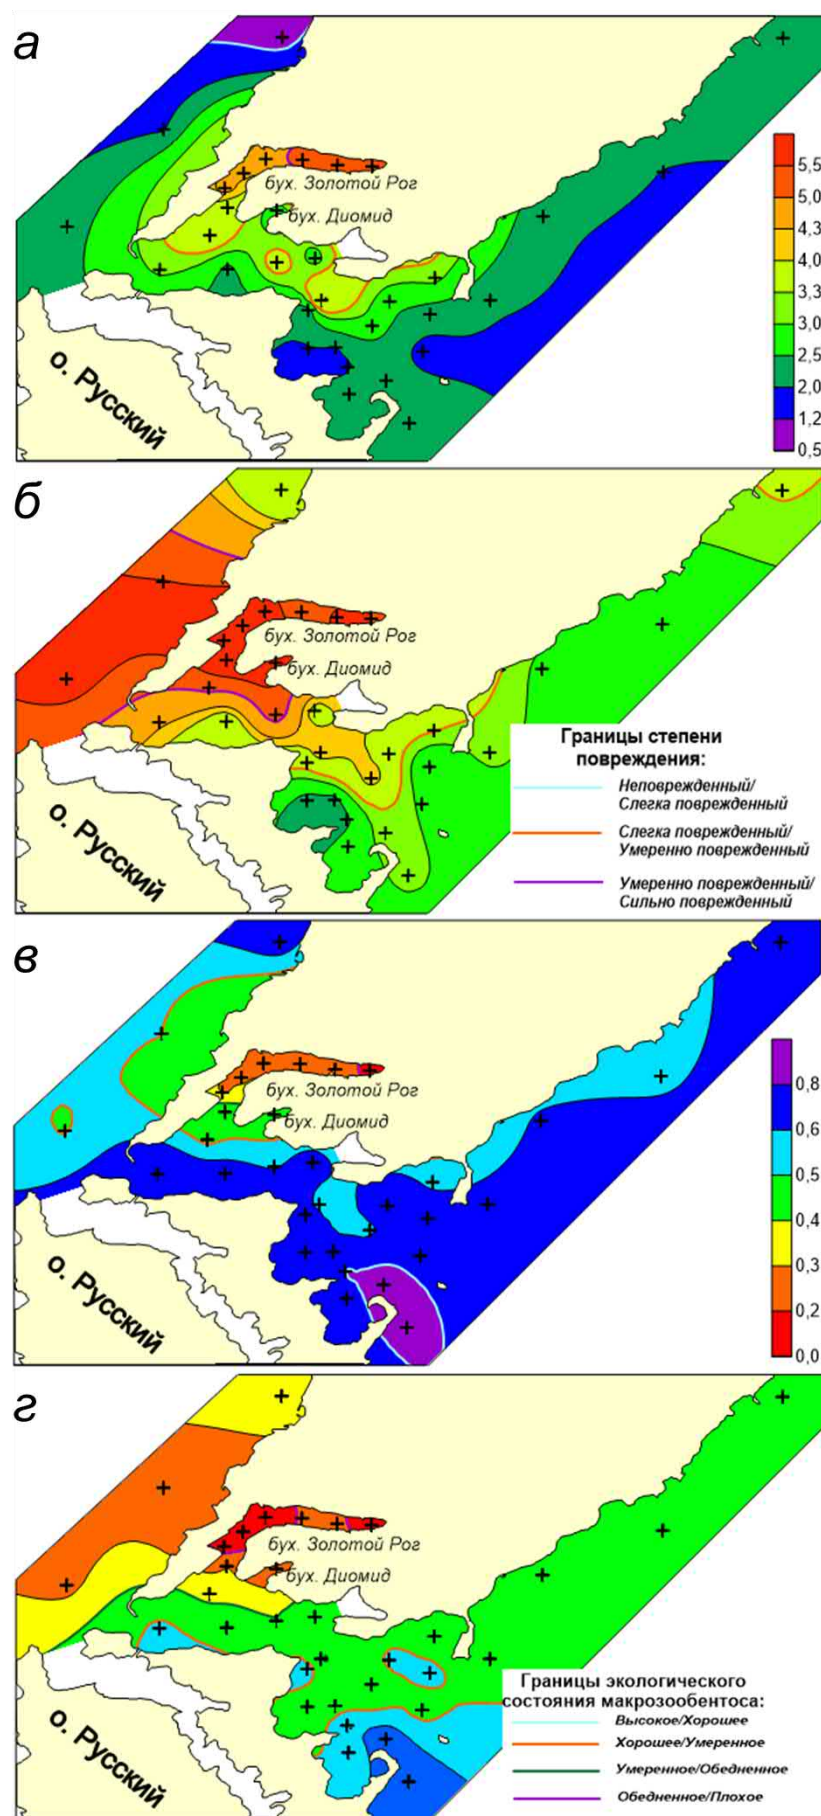 а
5,5
5,0
4,3
4,0
3,3
3,0
2,5
2,0
1,2
0,5
бух. Золотой Рог
бух. Диомид
о. Русский
б
бух. Золотой Рог
бух. Диомид
о. Русский
Границы степени
повреждения:
Неповрежденный/
Слегка поврежденный
Слегка поврежденный/
Умеренно поврежденный
Умеренно поврежденный/
Сильно поврежденный
в
бух. Золотой Рог
бух. Диомид
о. Русский
0,8
0,6
0,5
0,4
0,3
0,2
0,0
г
бух. Золотой Рог
бух. Диомид
о. Русский
Границы экологического
состояния макрозообентоса:
Высокое/Хорошее
Хорошее/Умеренное
Умеренное/Обедненное
Обедненное/Плохое